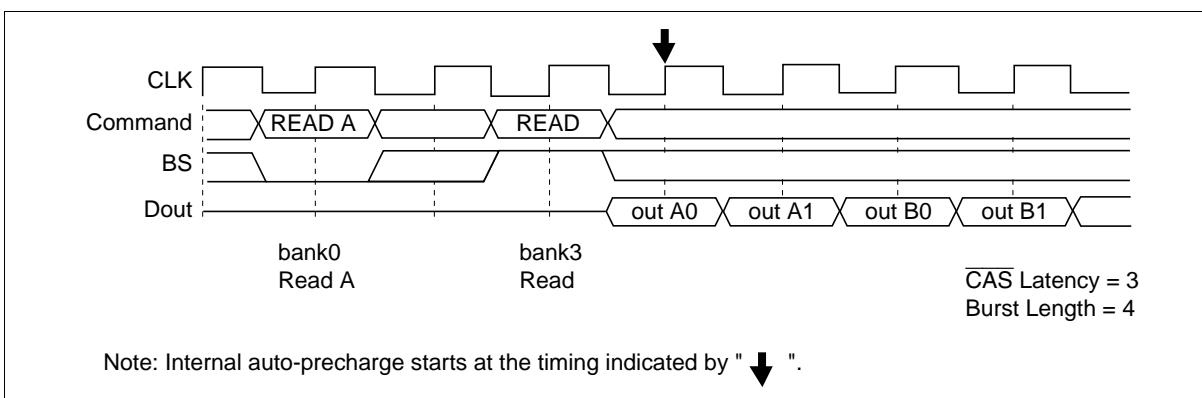 CLK
Command READ A READ
BS
Dout out A0 out A1 out B0 out B1
bank0 bank3
Read A Read
CAS Latency = 3
Burst Length = 4
Note: Internal auto-precharge starts at the timing indicated by " ".